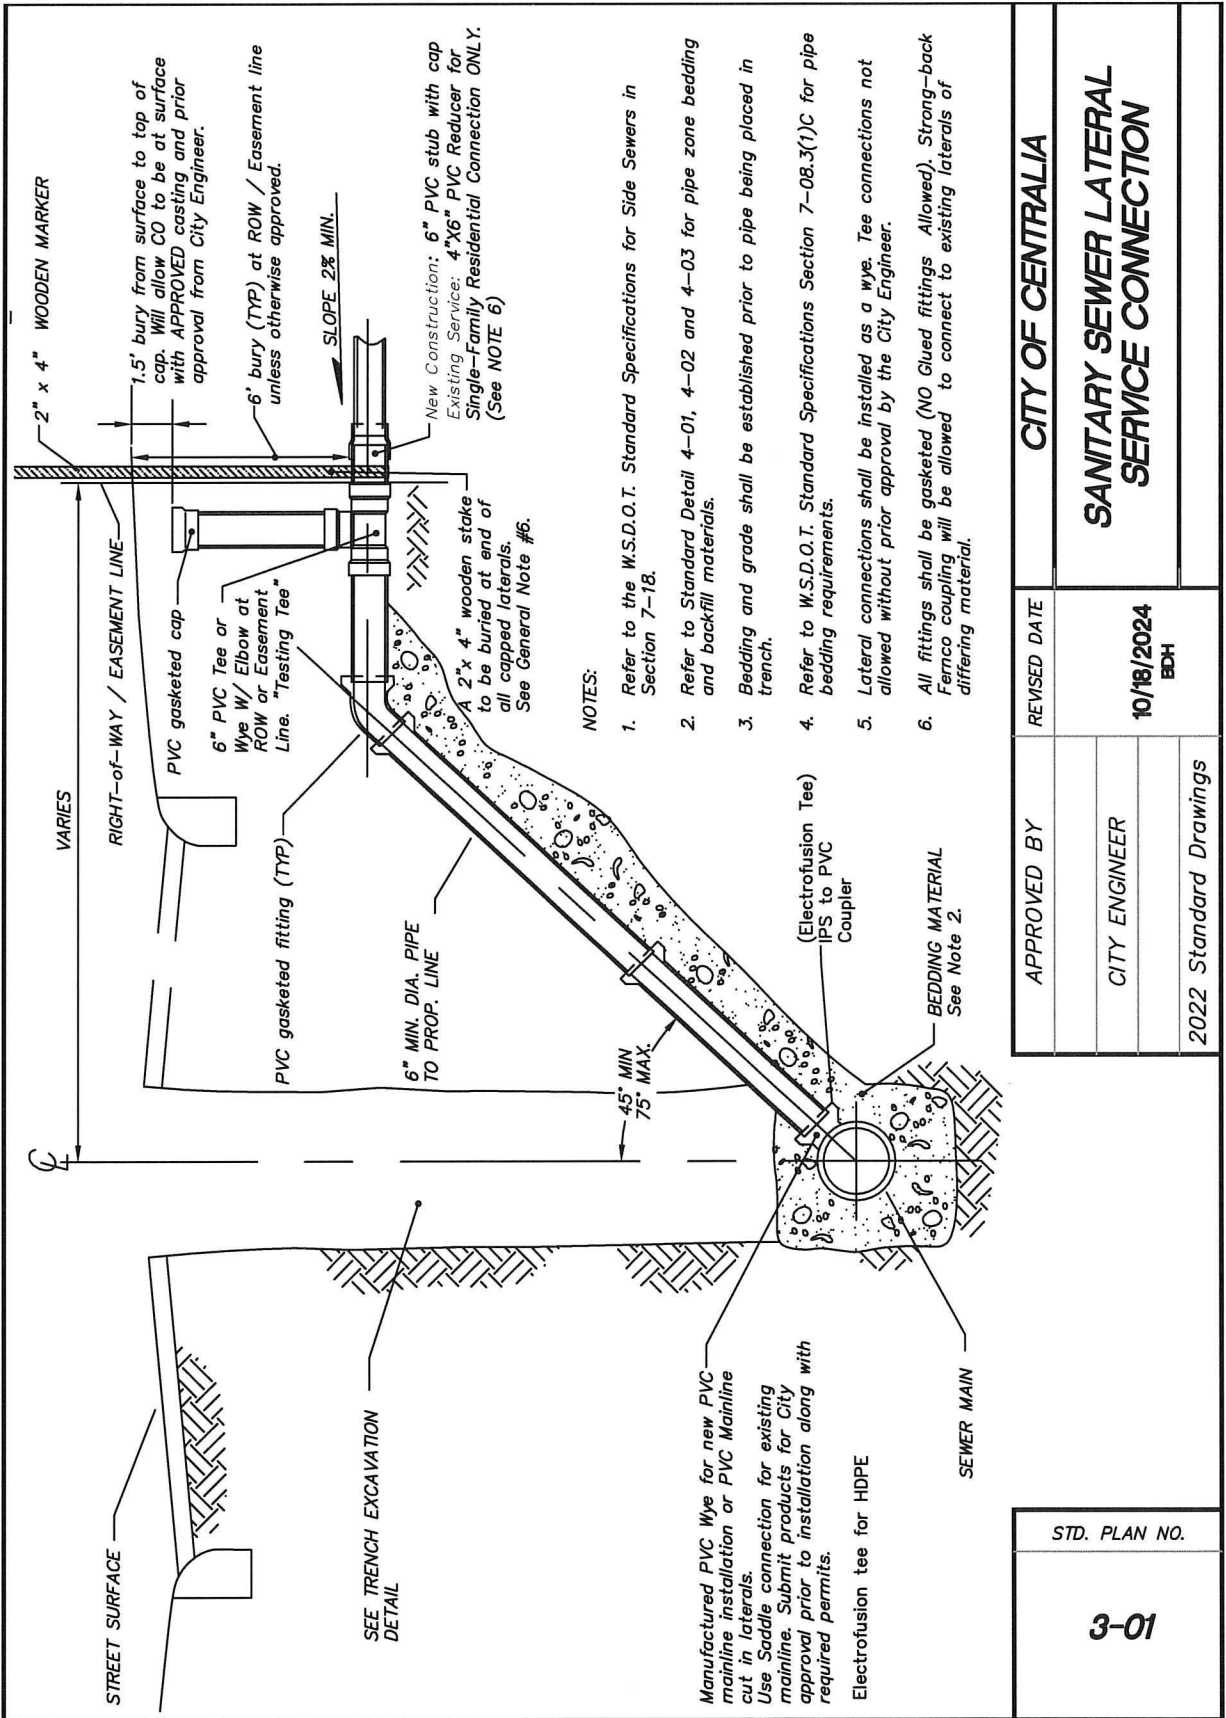 STREET SURFACE
SEE TRENCH EXCAVATION
DETAIL
Manufactured PVC Wye for new PVC
mainline installation or PVC Mainline
cut in laterals.
Use Saddle connection for existing
mainline. Submit products for City
approval prior to installation along with
required permits.
Electrofusion tee for HDPE
SEWER MAIN
CL
VARIES
RIGHT-of-WAY / EASEMENT LINE
PVC gasketed cap
6" PVC Tee or
Wye W/ Elbow at
ROW or Easement
Line. "Testing Tee"
PVC gasketed fitting (TYP)
6" MIN. DIA. PIPE
TO PROP. LINE
45° MIN
75° MAX.
(Electrofusion Tee)
IPS to PVC
Coupler
BEDDING MATERIAL
See Note 2.
2" x 4" WOODEN MARKER
1.5' bury from surface to top of
cap. Will allow CO to be at surface
with APPROVED casting and prior
approval from City Engineer.
6' bury (TYP) at ROW / Easement line
unless otherwise approved.
SLOPE 2% MIN.
New Construction: 6" PVC stub with cap
Existing Service: 4"X6" PVC Reducer for
Single-Family Residential Connection ONLY.
(See NOTE 6)
A 2"x 4" wooden stake
to be buried at end of
all capped laterals.
See General Note #6.
NOTES:
1. Refer to the W.S.D.O.T. Standard Specifications for Side Sewers in
Section 7-18.
2. Refer to Standard Detail 4-01, 4-02 and 4-03 for pipe zone bedding
and backfill materials.
3. Bedding and grade shall be established prior to pipe being placed in
trench.
4. Refer to W.S.D.O.T. Standard Specifications Section 7-08.3(1)C for pipe
bedding requirements.
5. Lateral connections shall be installed as a wye. Tee connections not
allowed without prior approval by the City Engineer.
6. All fittings shall be gasketed (NO Glued fittings Allowed). Strong-back
Fernco coupling will be allowed to connect to existing laterals of
differing material.
STD. PLAN NO.
3-01
APPROVED BY
CITY ENGINEER
2022 Standard Drawings
REVISED DATE
10/18/2024
BDH
CITY OF CENTRALIA
SANITARY SEWER LATERAL
SERVICE CONNECTION